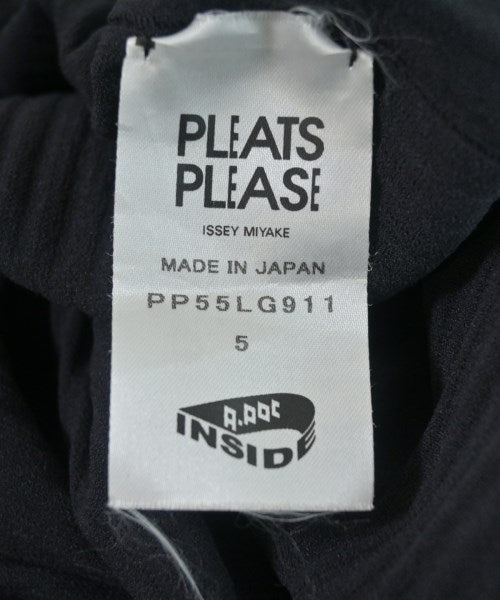 PLEATS
PLEASE
ISSEY MIYAKE
MADE IN JAPAN
PP55LG911
5
A-POC
INSIDE